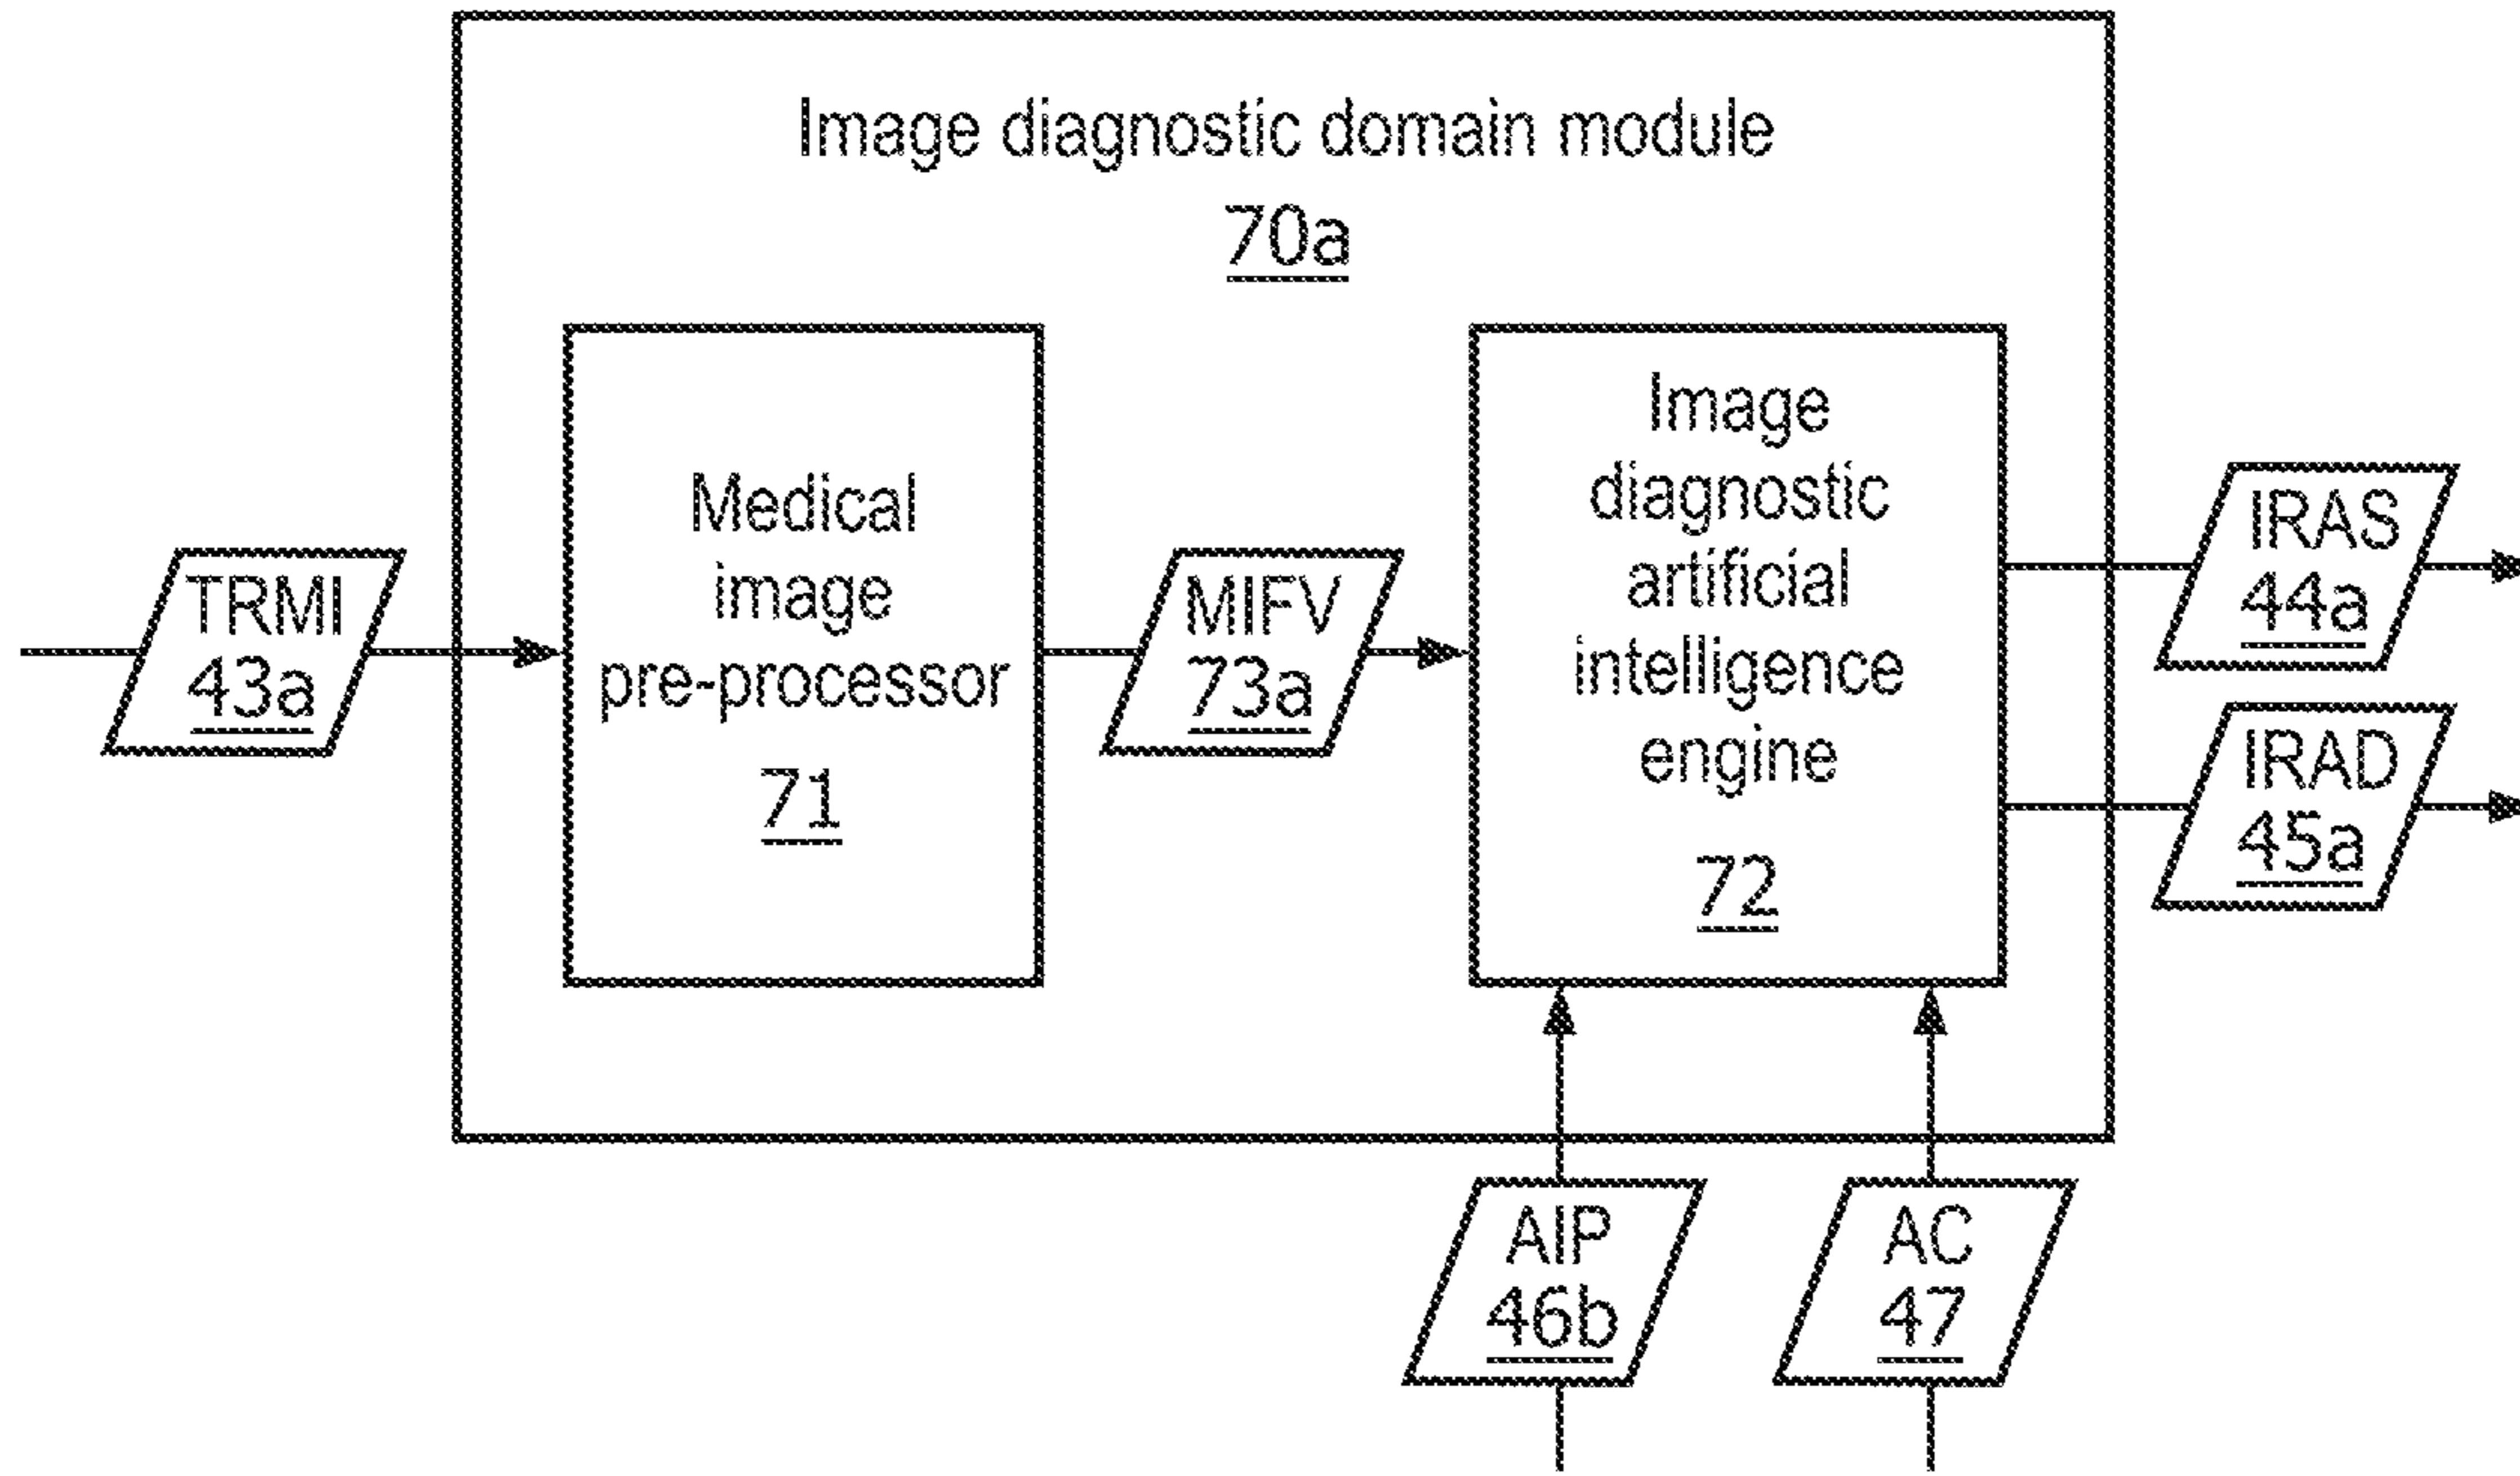 Image diagnostic domain module
70a
TRMI
43a
Medical
image
pre-processor
71
MIFV
73a
Image
diagnostic
artificial
intelligence
engine
72
IRAS
44a
IRAD
45a
AIP
46b
AC
47